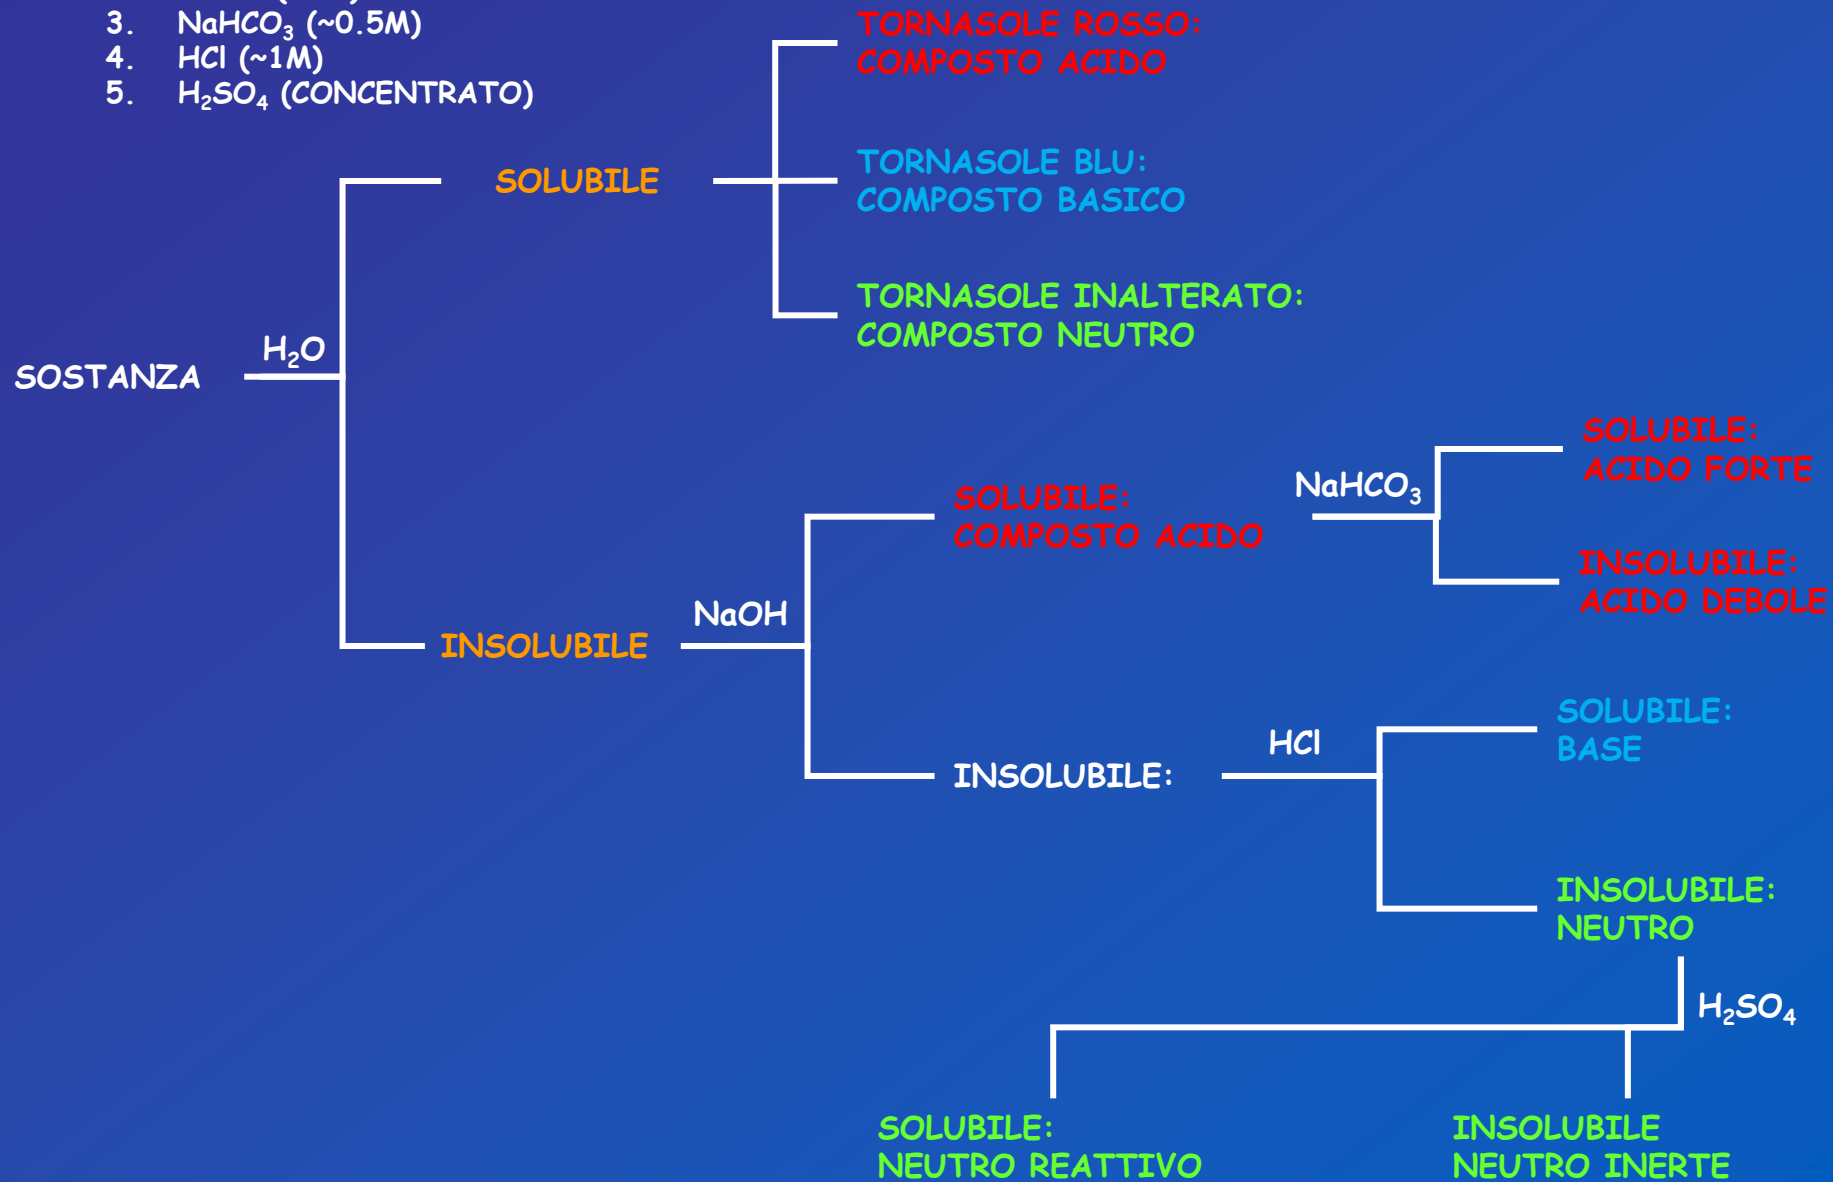 3. NaHCO₃ (~0.5M)
4. HCl (~1M)
5. H₂SO₄ (CONCENTRATO)
TORNASOLE ROSSO:
COMPOSTO ACIDO
SOLUBILE
TORNASOLE BLU:
COMPOSTO BASICO
TORNASOLE INALTERATO:
COMPOSTO NEUTRO
H₂O
SOSTANZA
SOLUBILE:
ACIDO FORTE
NaHCO₃
SOLUBILE:
COMPOSTO ACIDO
INSOLUBILE:
ACIDO DEBOLE
NaOH
INSOLUBILE
SOLUBILE:
BASE
HCl
INSOLUBILE:
INSOLUBILE:
NEUTRO
H₂SO₄
SOLUBILE:
NEUTRO REATTIVO
INSOLUBILE
NEUTRO INERTE